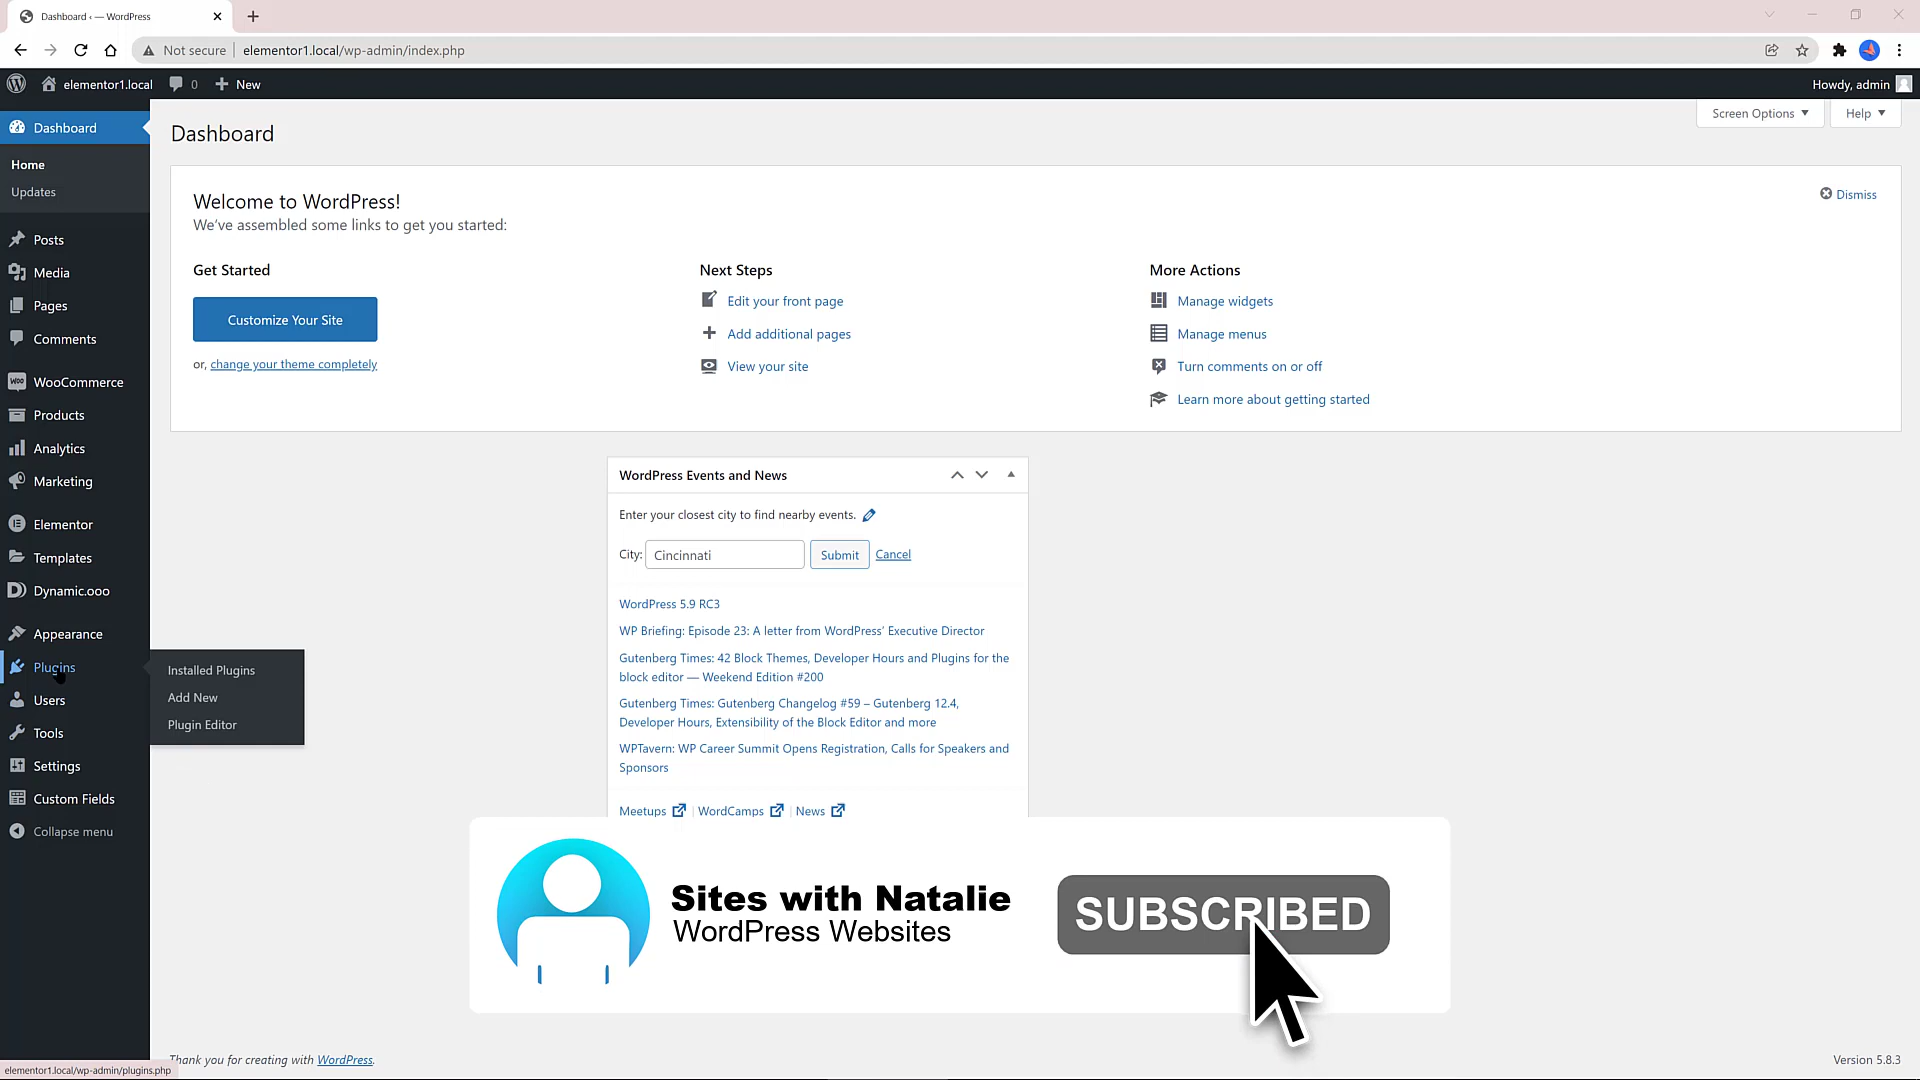 Dashboard ‹ — WordPress
Not secure
elementor1.local/wp-admin/index.php
elementor1.local
0
New
Howdy, admin
Screen Options
Help
Dashboard
Home
Updates
Posts
Media
Pages
Comments
WooCommerce
Products
Analytics
Marketing
Elementor
Templates
Dynamic.ooo
Appearance
Plugins
Users
Tools
Settings
Custom Fields
Collapse menu
Installed Plugins
Add New
Plugin Editor
Dashboard
Welcome to WordPress!
We've assembled some links to get you started:
Dismiss
Get Started
Customize Your Site
or, change your theme completely
Next Steps
Edit your front page
Add additional pages
View your site
More Actions
Manage widgets
Manage menus
Turn comments on or off
Learn more about getting started
WordPress Events and News
Enter your closest city to find nearby events.
City: Cincinnati Submit Cancel
WordPress 5.9 RC3
WP Briefing: Episode 23: A letter from WordPress' Executive Director
Gutenberg Times: 42 Block Themes, Developer Hours and Plugins for the
block editor — Weekend Edition #200
Gutenberg Times: Gutenberg Changelog #59 – Gutenberg 12.4,
Developer Hours, Extensibility of the Block Editor and more
WPTavern: WP Career Summit Opens Registration, Calls for Speakers and
Sponsors
Meetups | WordCamps | News
Sites with Natalie
WordPress Websites
SUBSCRIBED
Thank you for creating with WordPress.
Version 5.8.3
elementor1.local/wp-admin/plugins.php